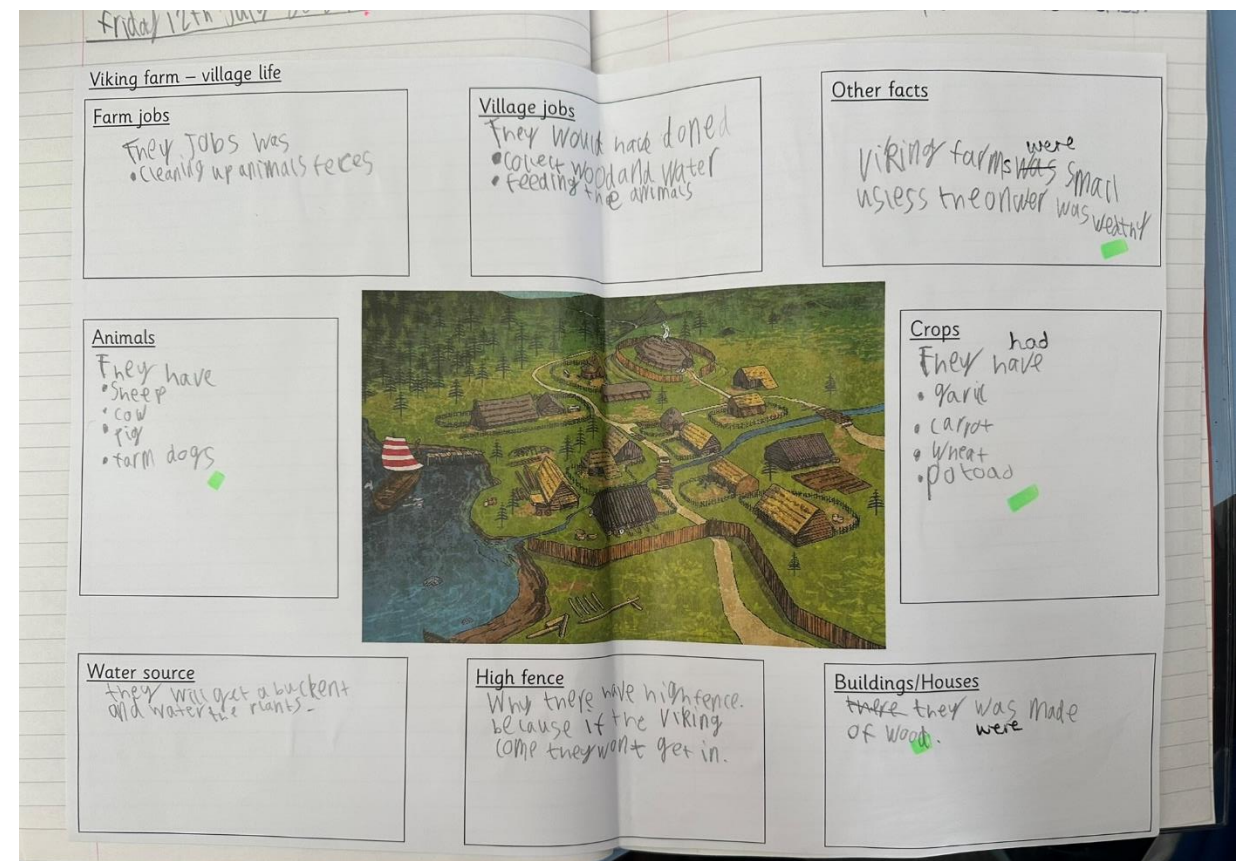 Friday 12th July
Viking farm – village life
Farm jobs
They jobs was
• cleaning up animals feces
Village jobs
They would have doned
• collect wood and water
• feeding the animals
Other facts
were
viking farms was small
usless the onwer was wealthy
Animals
They have
• sheep
• cow
• pig
• farm dogs
Crops
had
They have
• garlic
• carrot
• wheat
• potoad
Water source
they will get a buckent
and water the plants.
High fence
Why there have high fence.
because if the viking
come they won't get in.
Buildings/Houses
there they was made
of wood. were